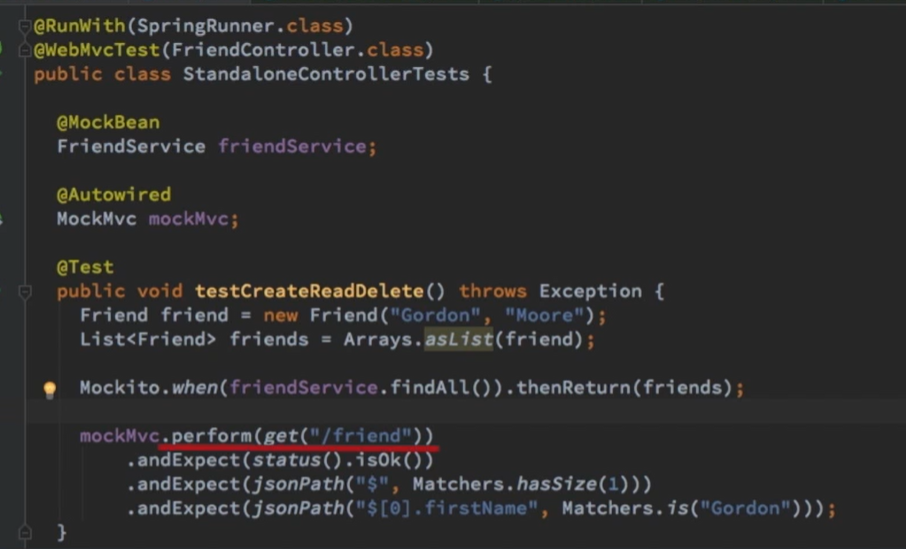 @RunWith(SpringRunner.class)
@WebMvcTest(FriendController.class)
public class StandaloneControllerTests {
@MockBean
FriendService friendService;
@Autowired
MockMvc mockMvc;
@Test
public void testCreateReadDelete() throws Exception {
Friend friend = new Friend("Gordon", "Moore");
List<Friend> friends = Arrays.asList(friend);
Mockito.when(friendService.findAll()).thenReturn(friends);
mockMvc.perform(get("/friend"))
.andExpect(status().isOk())
.andExpect(jsonPath("$", Matchers.hasSize(1)))
.andExpect(jsonPath("$[0].firstName", Matchers.is("Gordon")));
}